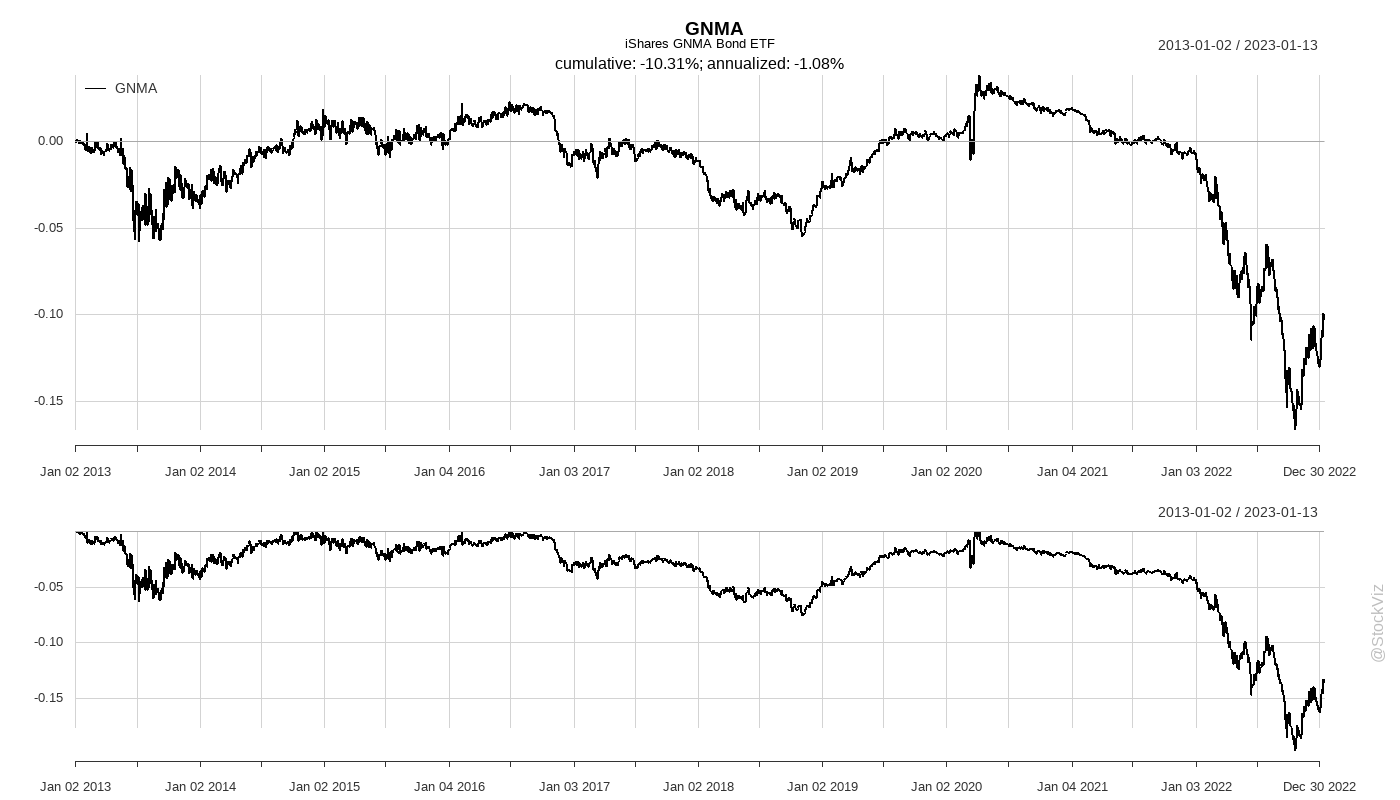 GNMA
iShares GNMA Bond ETF
2013-01-02 / 2023-01-13
cumulative: -10.31%; annualized: -1.08%
GNMA
0.00
-0.05
-0.10
-0.15
Jan 02 2013 Jan 02 2014 Jan 02 2015 Jan 04 2016 Jan 03 2017 Jan 02 2018 Jan 02 2019 Jan 02 2020 Jan 04 2021 Jan 03 2022 Dec 30 2022
2013-01-02 / 2023-01-13
-0.05
-0.10
-0.15
@StockViz
Jan 02 2013 Jan 02 2014 Jan 02 2015 Jan 04 2016 Jan 03 2017 Jan 02 2018 Jan 02 2019 Jan 02 2020 Jan 04 2021 Jan 03 2022 Dec 30 2022